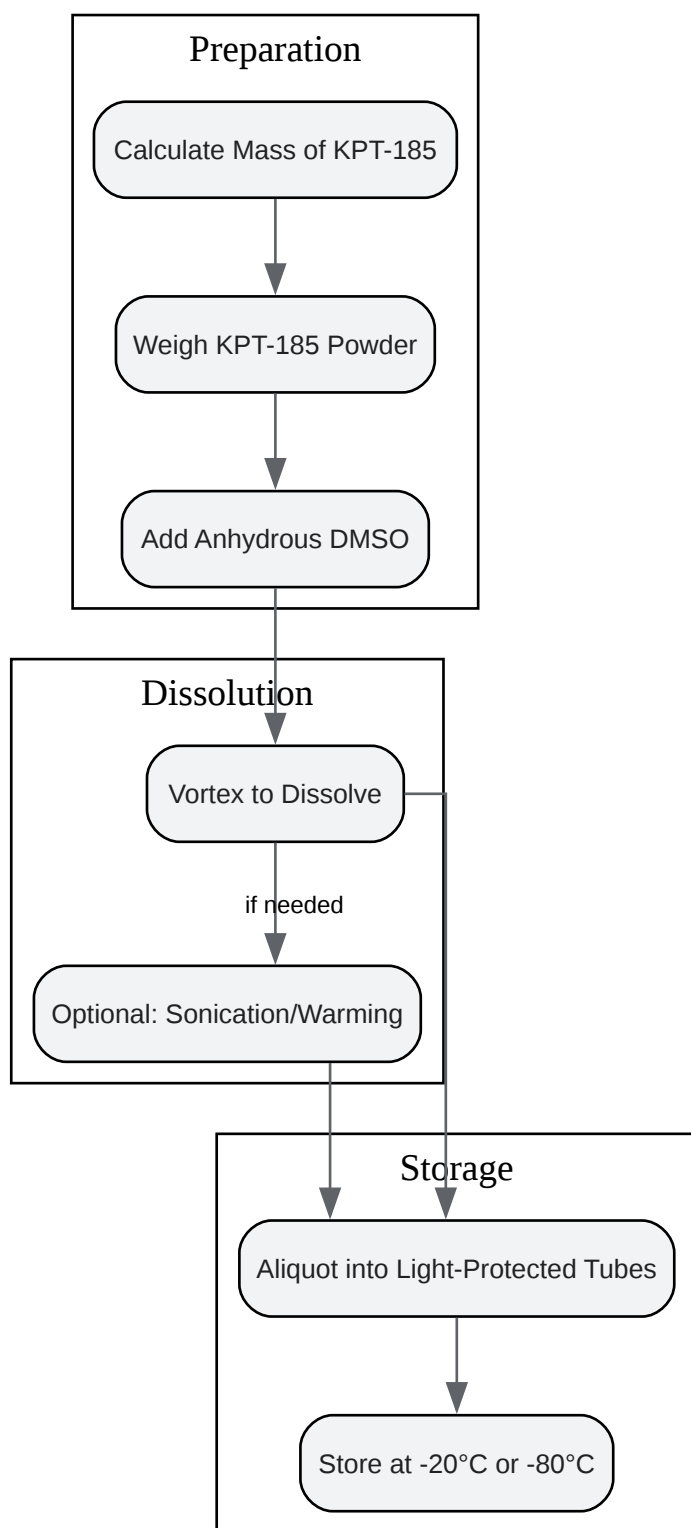 Preparation
Calculate Mass of KPT-185
Weigh KPT-185 Powder
Add Anhydrous DMSO
Dissolution
Vortex to Dissolve
if needed
Optional: Sonication/Warming
Storage
Aliquot into Light-Protected Tubes
Store at -20°C or -80°C